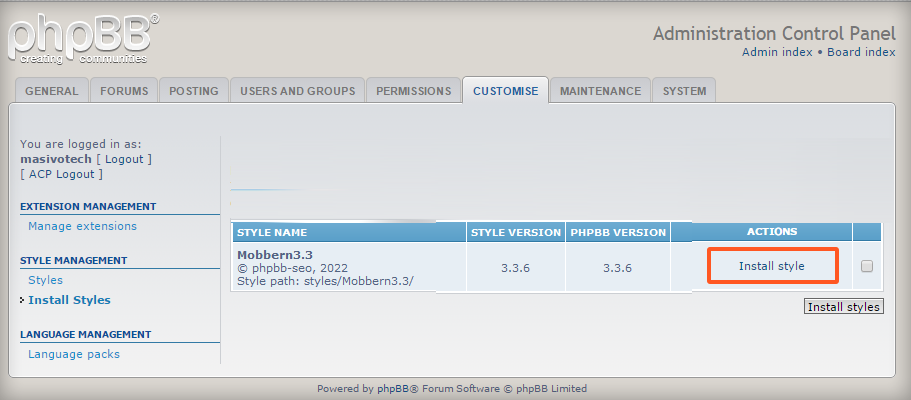 phpBB®
creating communities
Administration Control Panel
Admin index • Board index
GENERAL FORUMS POSTING USERS AND GROUPS PERMISSIONS CUSTOMISE MAINTENANCE SYSTEM
You are logged in as:
masivotech [ Logout ]
[ ACP Logout ]
EXTENSION MANAGEMENT
Manage extensions
STYLE MANAGEMENT
Styles
Install Styles
LANGUAGE MANAGEMENT
Language packs
STYLE NAME STYLE VERSION PHPBB VERSION ACTIONS
Mobbern3.3
© phpbb-seo, 2022
Style path: styles/Mobbern3.3/
3.3.6 3.3.6 Install style
Install styles
Powered by phpBB® Forum Software © phpBB Limited